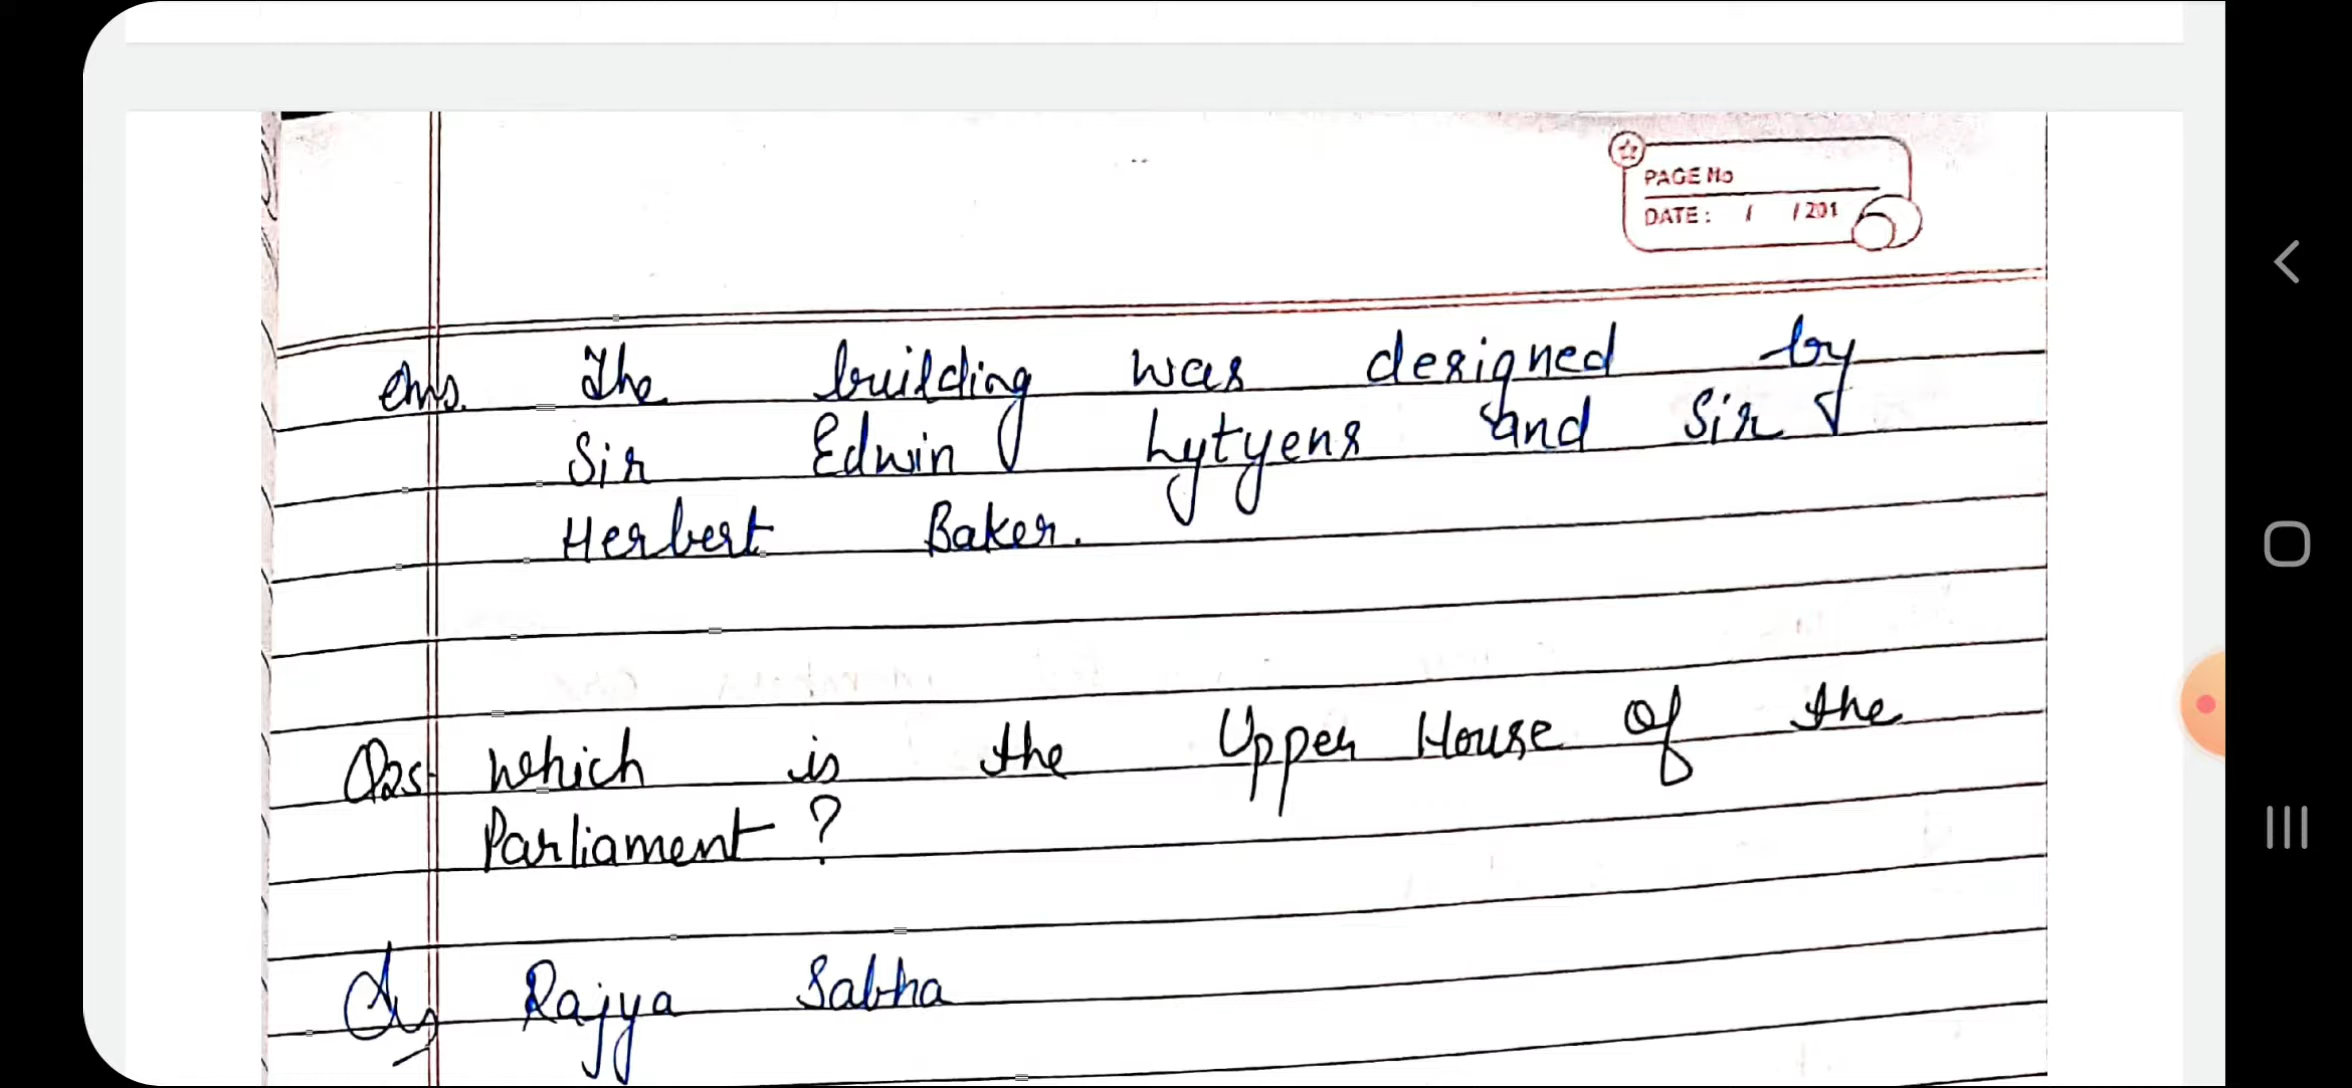 PAGE No
DATE: / /201
Ans. The building was designed by
Sir Edwin Lytyens and Sir
Herbert Baker.
Q25 which is the Upper House of the
Parliament ?
Ans Rajya Sabha